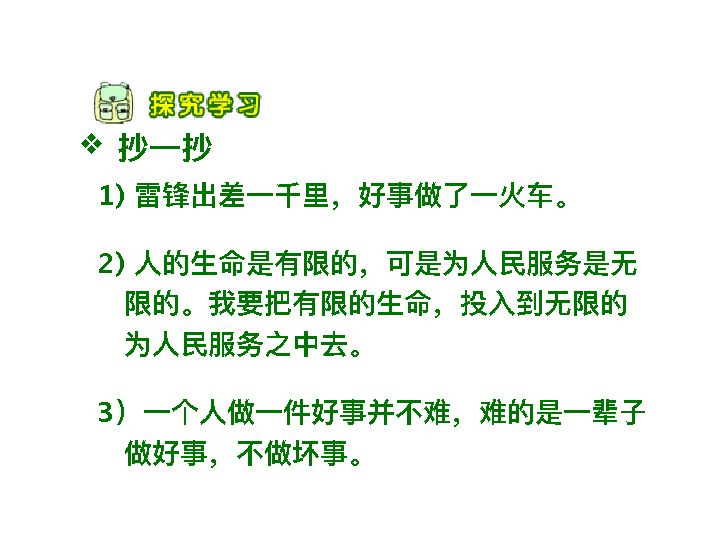 探究学习
❖ 抄一抄
1) 雷锋出差一千里，好事做了一火车。
2) 人的生命是有限的，可是为人民服务是无
限的。我要把有限的生命，投入到无限的
为人民服务之中去。
3）一个人做一件好事并不难，难的是一辈子
做好事，不做坏事。